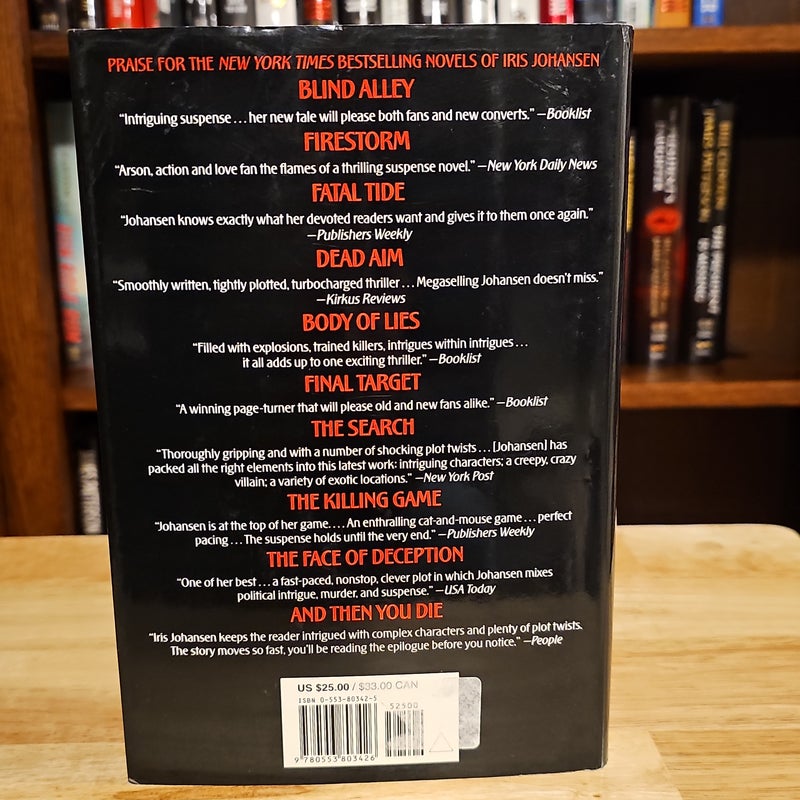 PRAISE FOR THE NEW YORK TIMES BESTSELLING NOVELS OF IRIS JOHANSEN
BLIND ALLEY
“Intriguing suspense . . . her new tale will please both fans and new converts.” —Booklist
FIRESTORM
“Arson, action and love fan the flames of a thrilling suspense novel.” —New York Daily News
FATAL TIDE
“Johansen knows exactly what her devoted readers want and gives it to them once again.”
—Publishers Weekly
DEAD AIM
“Smoothly written, tightly plotted, turbocharged thriller . . . Megaselling Johansen doesn’t miss.”
—Kirkus Reviews
BODY OF LIES
“Filled with explosions, trained killers, intrigues within intrigues . . .
it all adds up to one exciting thriller.” —Booklist
FINAL TARGET
“A winning page-turner that will please old and new fans alike.” —Booklist
THE SEARCH
“Thoroughly gripping and with a number of shocking plot twists . . . [Johansen] has
packed all the right elements into this latest work: intriguing characters; a creepy, crazy
villain; a variety of exotic locations.” —New York Post
THE KILLING GAME
“Johansen is at the top of her game. . . . An enthralling cat-and-mouse game . . . perfect
pacing . . . The suspense holds until the very end.” —Publishers Weekly
THE FACE OF DECEPTION
“One of her best . . . a fast-paced, nonstop, clever plot in which Johansen mixes
political intrigue, murder, and suspense.” —USA Today
AND THEN YOU DIE
“Iris Johansen keeps the reader intrigued with complex characters and plenty of plot twists.
The story moves so fast, you’ll be reading the epilogue before you notice.” —People
US $25.00 / $33.00 CAN
ISBN 0-553-80342-5
52500
9 780553 803426